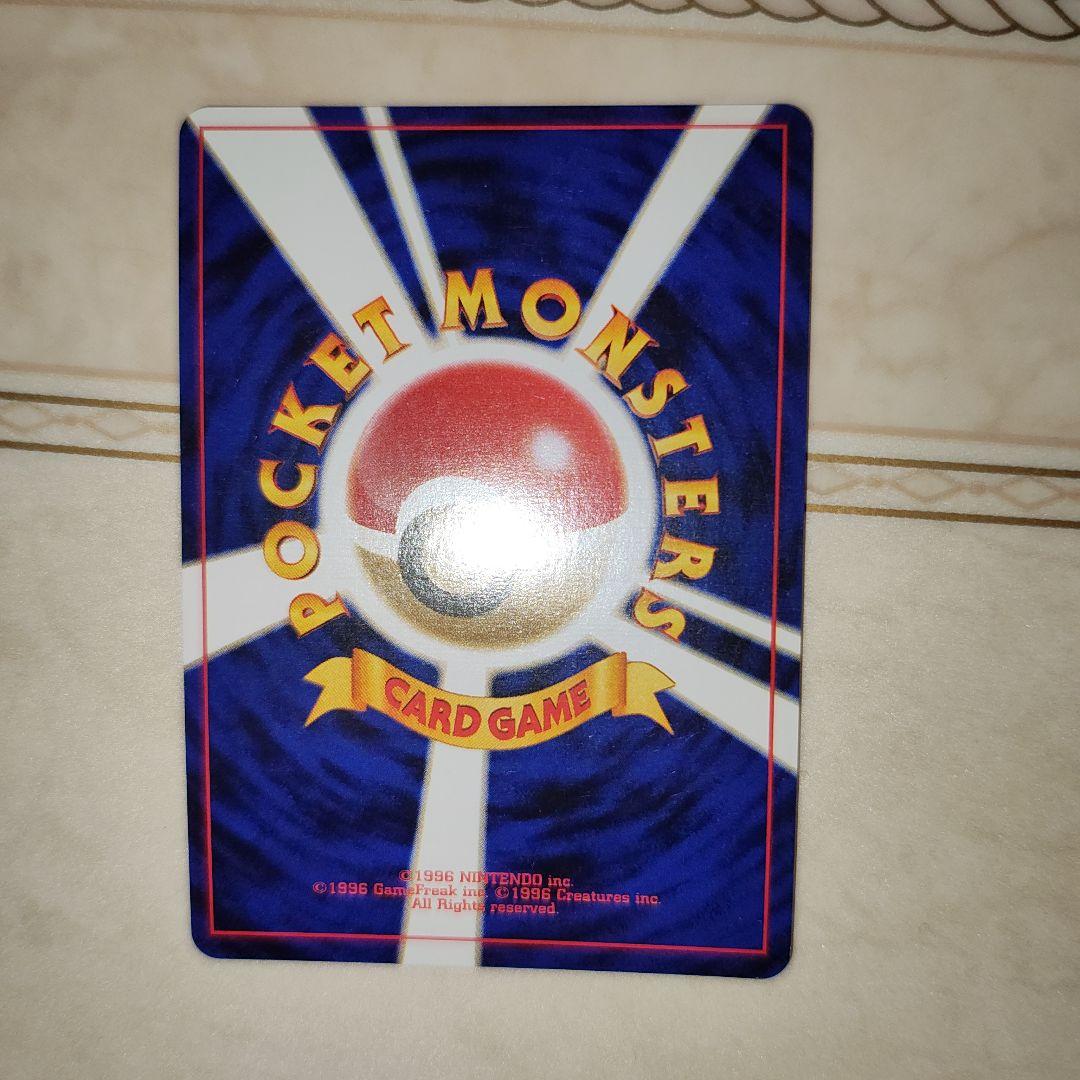 POCKET MONSTERS
CARD GAME
©1996 NINTENDO inc.
©1996 GameFreak inc. ©1996 Creatures inc.
All Rights reserved.